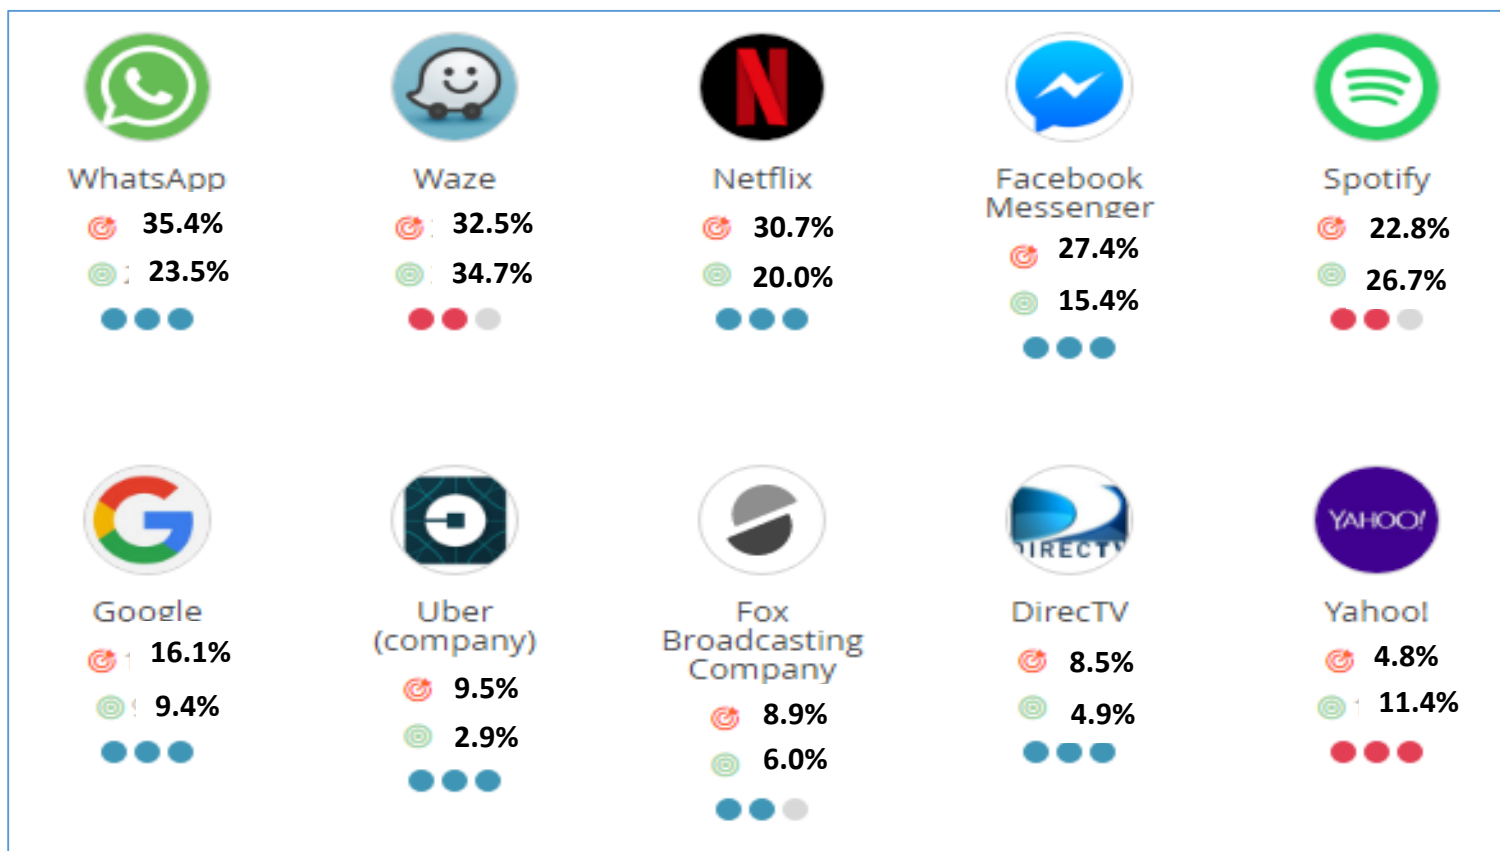 WhatsApp
35.4%
23.5%
Waze
32.5%
34.7%
Netflix
30.7%
20.0%
Facebook
Messenger
27.4%
15.4%
Spotify
22.8%
26.7%
Google
16.1%
9.4%
Uber
(company)
9.5%
2.9%
Fox
Broadcasting
Company
8.9%
6.0%
DIRECTV
DirecTV
8.5%
4.9%
YAHOO!
Yahoo!
4.8%
11.4%